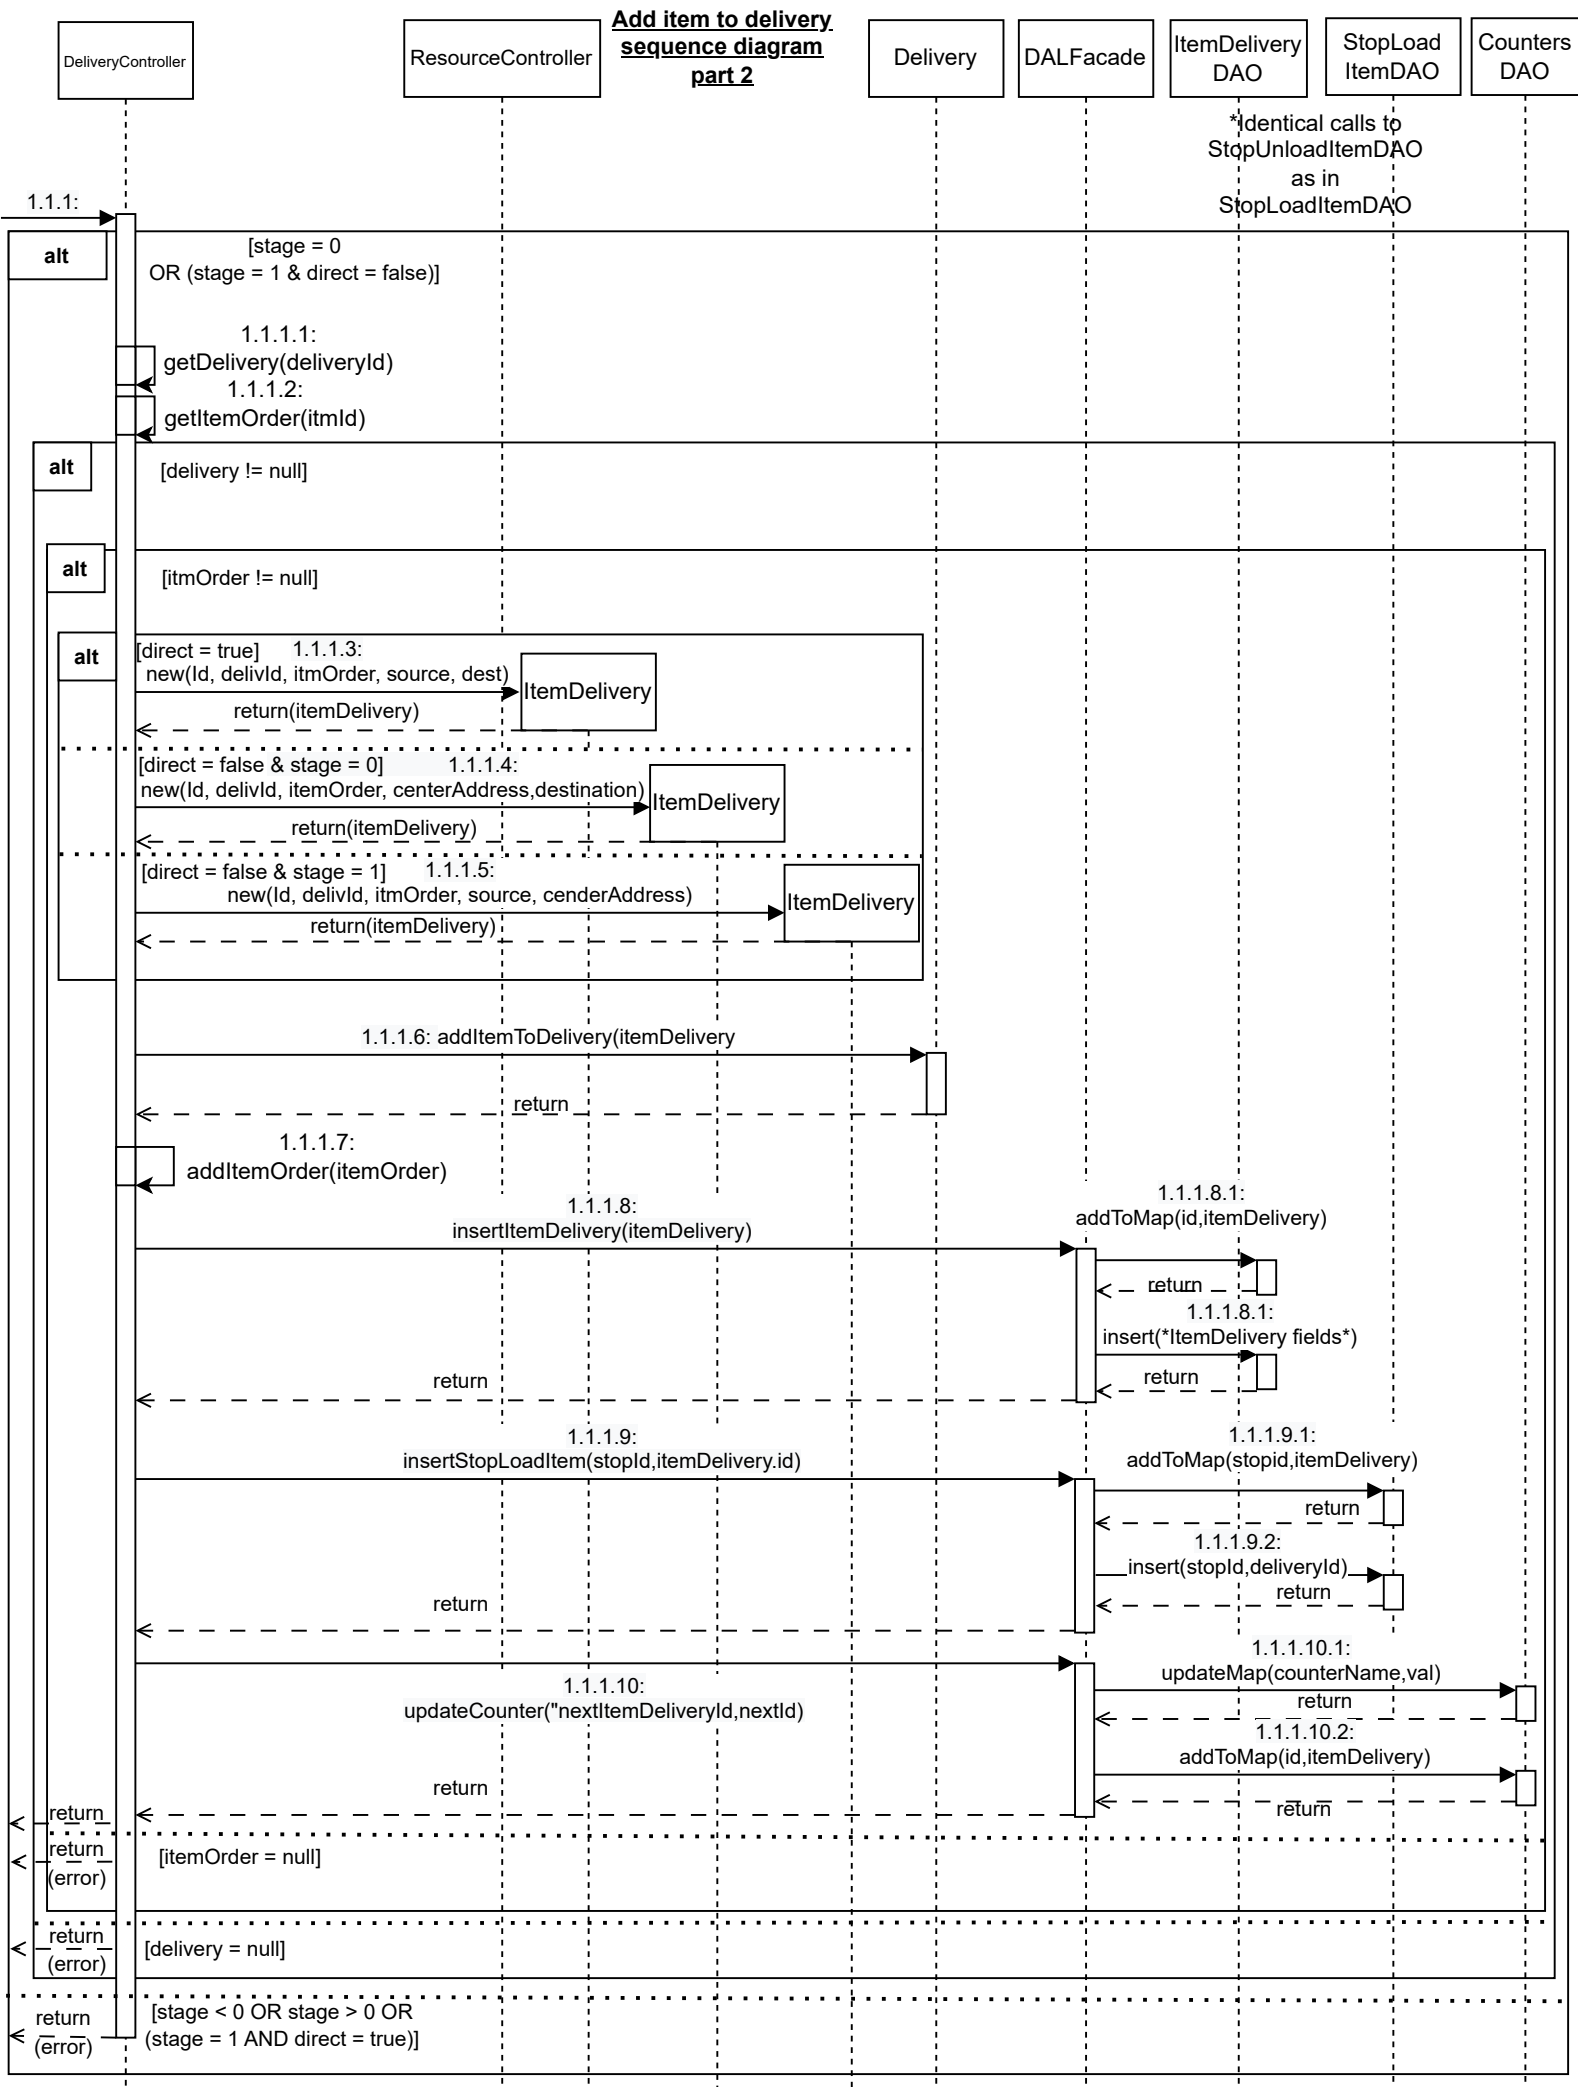 Add item to delivery
sequence diagram
part 2
DeliveryController
ResourceController
Delivery
DALFacade
ItemDelivery
DAO
StopLoad
ItemDAO
Counters
DAO
*Identical calls to
StopUnloadItemDAO
as in
StopLoadItemDAO
1.1.1:
alt
[stage = 0
OR (stage = 1 & direct = false)]
1.1.1.1:
getDelivery(deliveryId)
1.1.1.2:
getItemOrder(itmId)
alt
[delivery != null]
alt
[itmOrder != null]
alt
[direct = true]
1.1.1.3:
new(Id, delivId, itmOrder, source, dest)
ItemDelivery
return(itemDelivery)
[direct = false & stage = 0]
1.1.1.4:
new(Id, delivId, itemOrder, centerAddress,destination)
ItemDelivery
return(itemDelivery)
[direct = false & stage = 1]
1.1.1.5:
new(Id, delivId, itmOrder, source, cenderAddress)
ItemDelivery
return(itemDelivery)
1.1.1.6: addItemToDelivery(itemDelivery
return
1.1.1.7:
addItemOrder(itemOrder)
1.1.1.8:
insertItemDelivery(itemDelivery)
1.1.1.8.1:
addToMap(id,itemDelivery)
return
1.1.1.8.1:
insert(*ItemDelivery fields*)
return
return
1.1.1.9:
insertStopLoadItem(stopId,itemDelivery.id)
1.1.1.9.1:
addToMap(stopid,itemDelivery)
return
1.1.1.9.2:
insert(stopId,deliveryId)
return
return
1.1.1.10:
updateCounter("nextItemDeliveryId,nextId)
1.1.1.10.1:
updateMap(counterName,val)
return
1.1.1.10.2:
addToMap(id,itemDelivery)
return
return
return
return
(error)
[itemOrder = null]
return
(error)
[delivery = null]
return
(error)
[stage < 0 OR stage > 0 OR
(stage = 1 AND direct = true)]